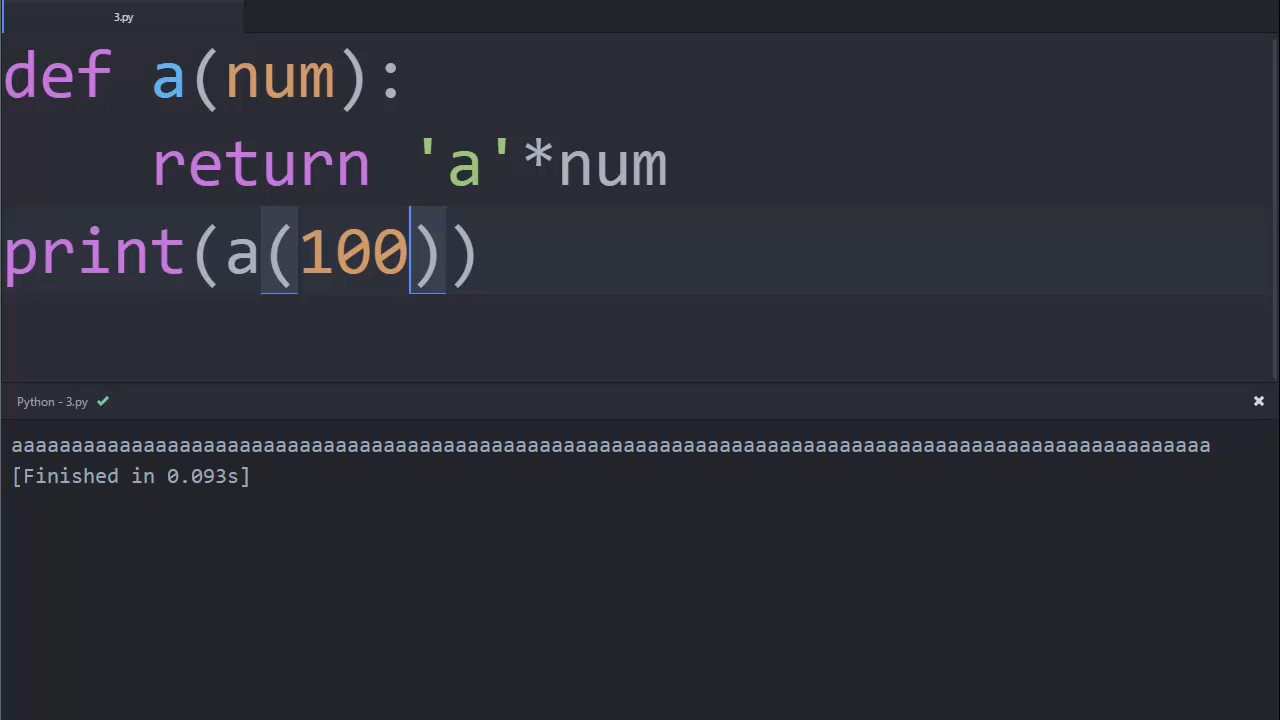 3.py
def a(num):
    return 'a'*num
print(a(100))
Python - 3.py
aaaaaaaaaaaaaaaaaaaaaaaaaaaaaaaaaaaaaaaaaaaaaaaaaaaaaaaaaaaaaaaaaaaaaaaaaaaaaaaaaaaaaaaaaaaaaaaaaaaa
[Finished in 0.093s]